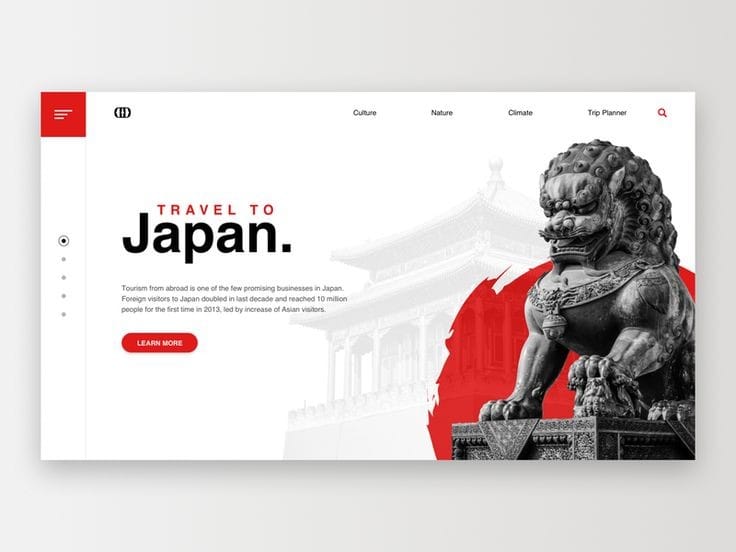 Culture Nature Climate Trip Planner
TRAVEL TO
Japan.
Tourism from abroad is one of the few promising businesses in Japan.
Foreign visitors to Japan doubled in last decade and reached 10 million
people for the first time in 2013, led by increase of Asian visitors.
LEARN MORE